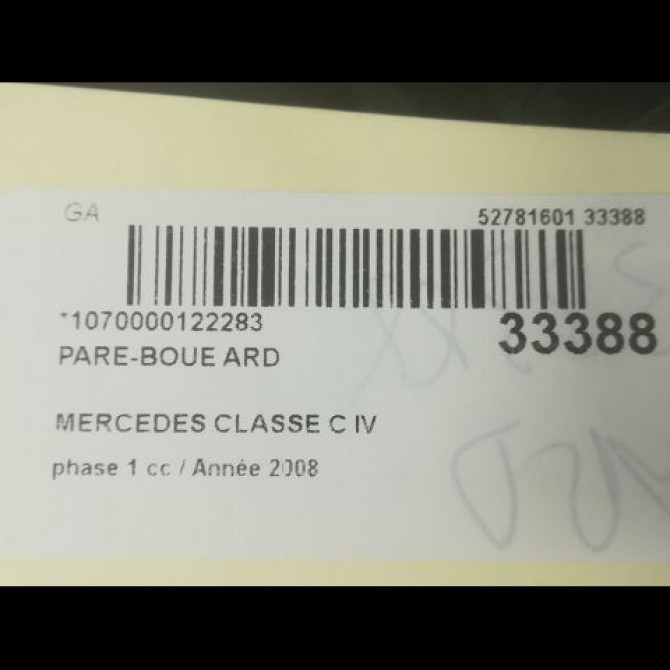 GA
52781601 33388
*1070000122283
33388
PARE-BOUE ARD
MERCEDES CLASSE C IV
phase 1 cc / Année 2008